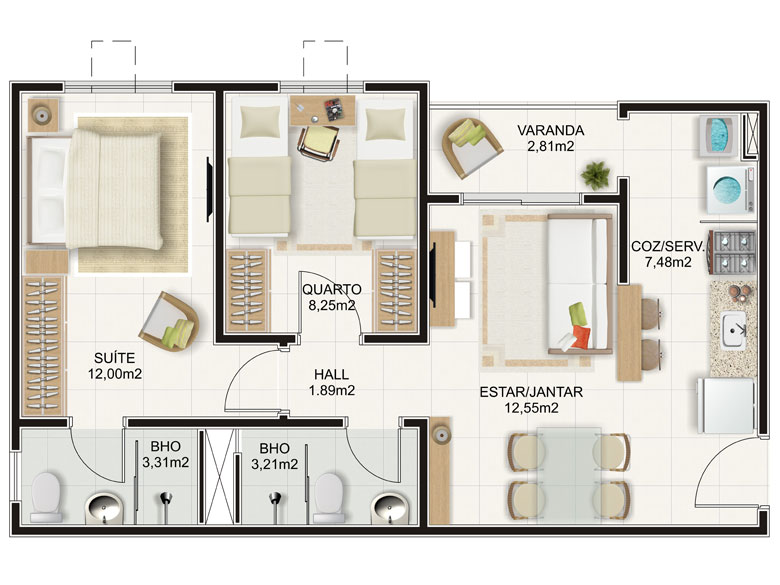 VARANDA
2,81m2
COZ/SERV.
7,48m2
QUARTO
8,25m2
SUÍTE
12,00m2
HALL
1.89m2
ESTAR/JANTAR
12,55m2
BHO
3,31m2
BHO
3,21m2